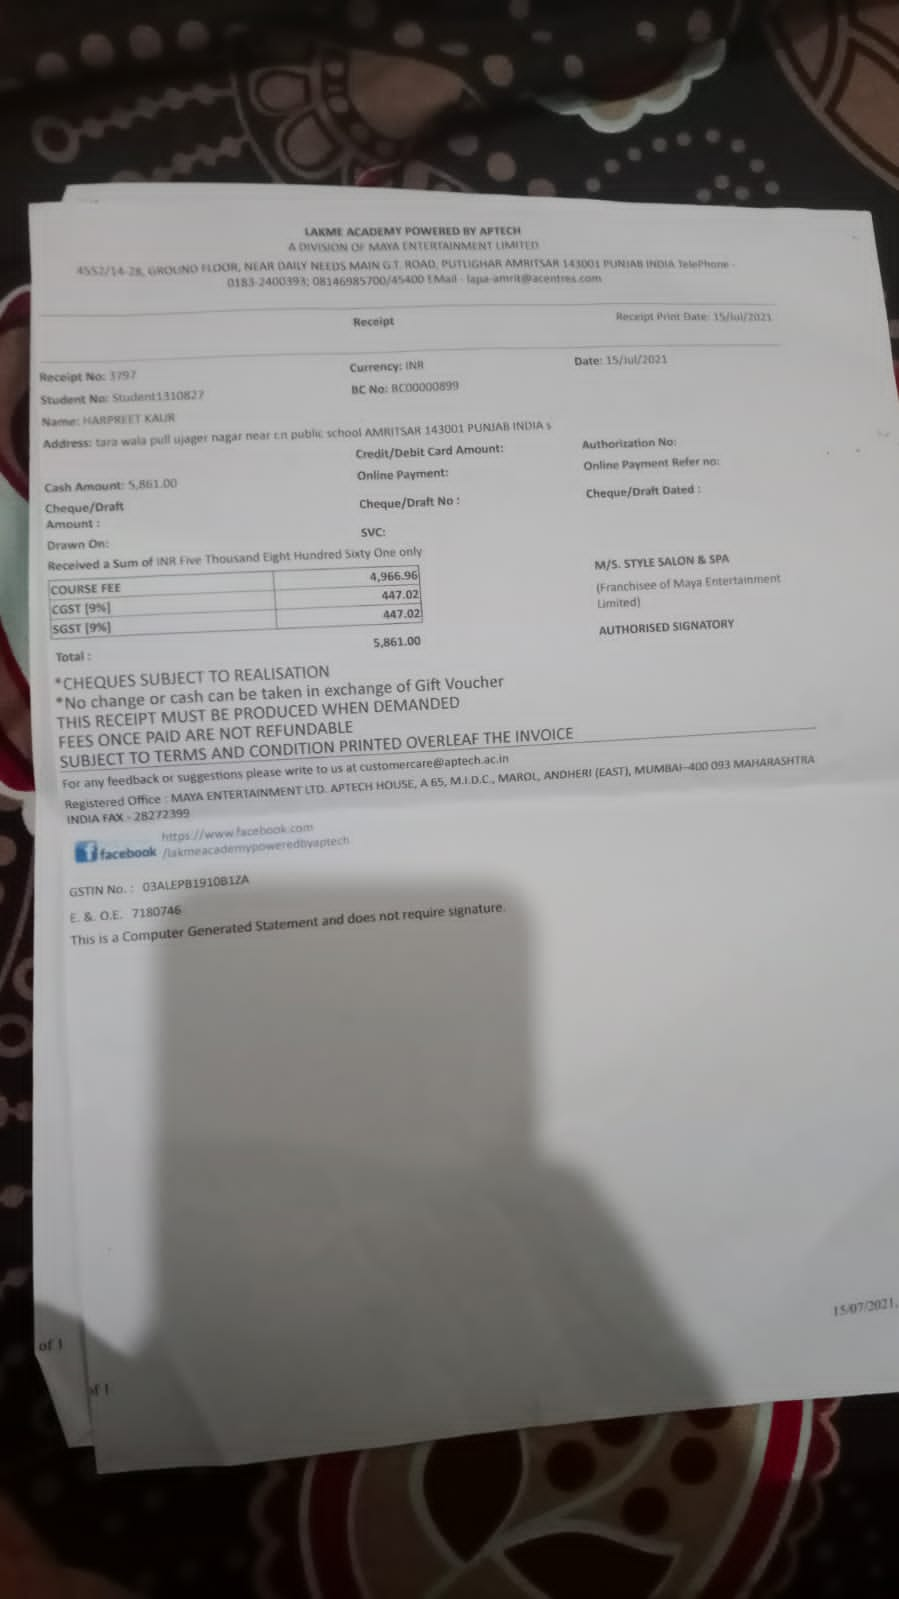 LAKME ACADEMY POWERED BY APTECH
A DIVISION OF MAYA ENTERTAINMENT LIMITED
4552/14-28, GROUND FLOOR, NEAR DAILY NEEDS MAIN G.T. ROAD, PUTLIGHAR AMRITSAR 143001 PUNJAB INDIA TelePhone -
0183-2400393; 08146985700/45400 EMail - lapa-amrit@acentres.com
Receipt
Receipt Print Date: 15/Jul/2021
Receipt No: 3797
Currency: INR
Date: 15/Jul/2021
Student No: Student1310827
BC No: BC00000899
Name: HARPREET KAUR
Address: tara wala pull ujager nagar near r.n public school AMRITSAR 143001 PUNJAB INDIA s
Credit/Debit Card Amount:
Authorization No:
Cash Amount: 5,861.00
Online Payment:
Online Payment Refer no:
Cheque/Draft
Amount :
Cheque/Draft No :
Cheque/Draft Dated :
Drawn On:
SVC:
Received a Sum of INR Five Thousand Eight Hundred Sixty One only
COURSE FEE 4,966.96
CGST [9%] 447.02
SGST [9%] 447.02
Total : 5,861.00
M/S. STYLE SALON & SPA
(Franchisee of Maya Entertainment
Limited)
AUTHORISED SIGNATORY
*CHEQUES SUBJECT TO REALISATION
*No change or cash can be taken in exchange of Gift Voucher
THIS RECEIPT MUST BE PRODUCED WHEN DEMANDED
FEES ONCE PAID ARE NOT REFUNDABLE
SUBJECT TO TERMS AND CONDITION PRINTED OVERLEAF THE INVOICE
For any feedback or suggestions please write to us at customercare@aptech.ac.in
Registered Office : MAYA ENTERTAINMENT LTD. APTECH HOUSE, A 65, M.I.D.C., MAROL, ANDHERI (EAST), MUMBAI-400 093 MAHARASHTRA
INDIA FAX - 28272399
f facebook https://www.facebook.com
/lakmeacademypoweredbyaptech
GSTIN No. : 03ALEPB1910B1ZA
E. &. O.E. 7180746
This is a Computer Generated Statement and does not require signature.
15/07/2021,
of 1
of 1